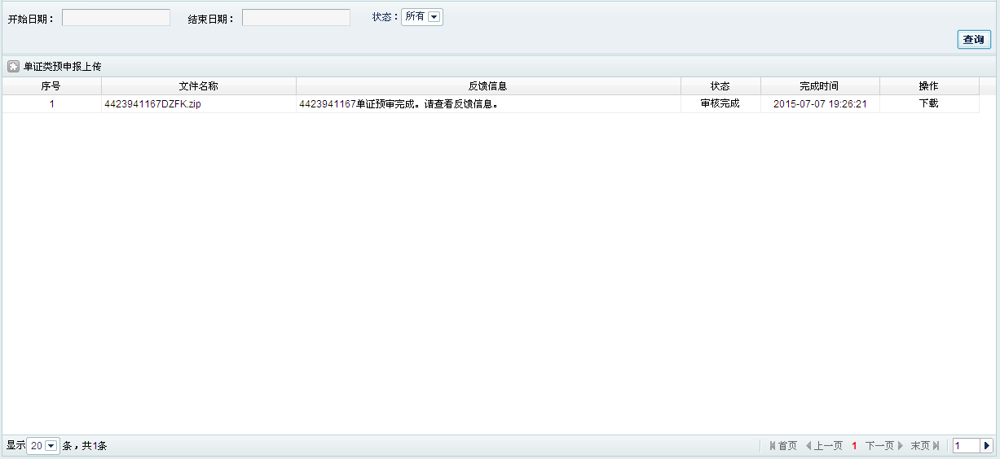 开始日期： 结束日期： 状态：所有
查询
单证类预申报上传
序号 文件名称 反馈信息 状态 完成时间 操作
1 4423941167DZFK.zip 4423941167单证预审完成。请查看反馈信息。 审核完成 2015-07-07 19:26:21 下载
显示 20 条，共1条 首页 上一页 1 下一页 末页 1